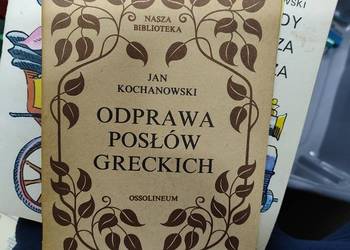 NASZA
BIBLIOTEKA
JAN
KOCHANOWSKI
ODPRAWA
POSŁÓW
GRECKICH
OSSOLINEUM